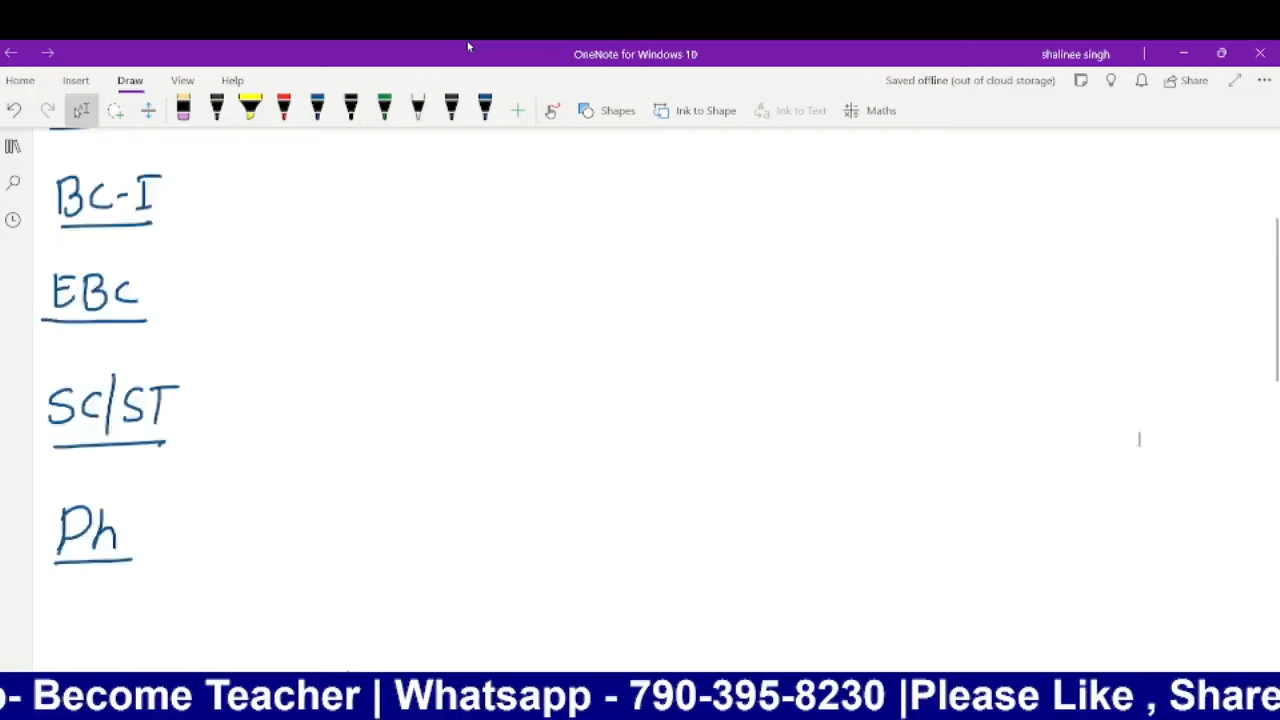 OneNote for Windows 10
shalinee singh
Home Insert Draw View Help
Saved offline (out of cloud storage)
Share
Shapes
Ink to Shape
Ink to Text
Maths
BC-I
EBC
SC/ST
Ph
- Become Teacher | Whatsapp - 790-395-8230 |Please Like , Share